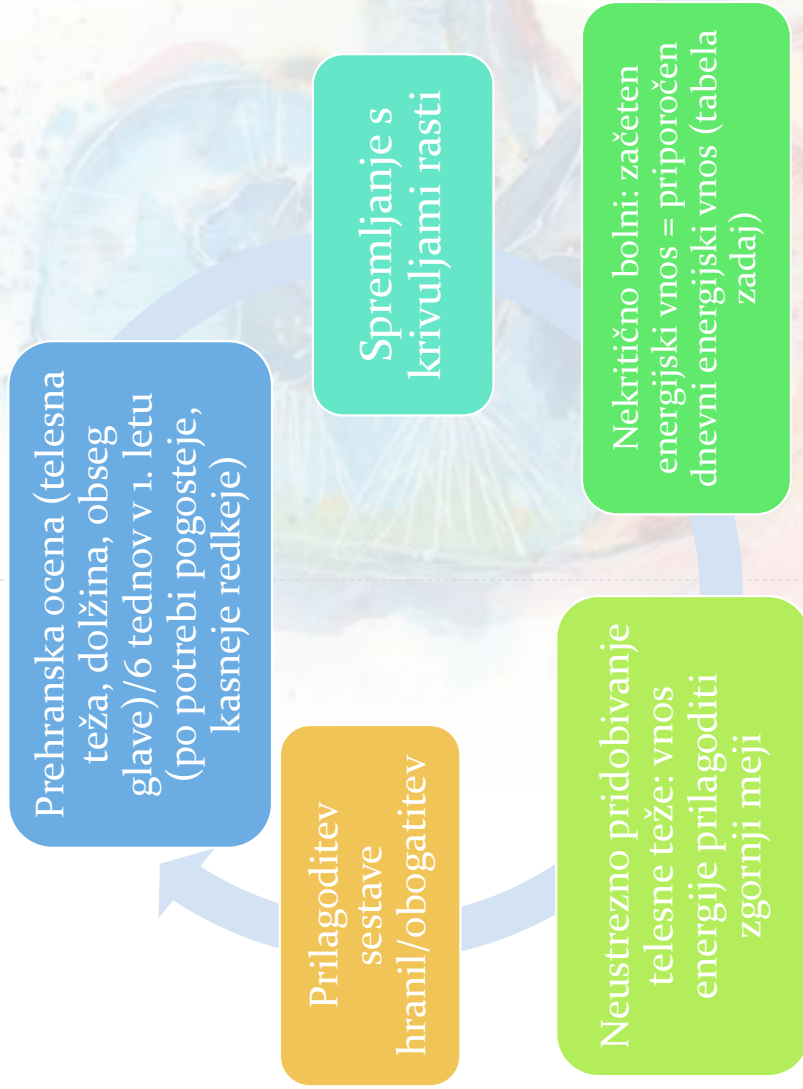 Prehranska ocena (telesna
teža, dolžina, obseg
glave)/6 tednov v 1. letu
(po potrebi pogosteje,
kasneje redkeje)
Spremljanje s
krivuljami rasti
Nekritično bolni: začeten
energijski vnos = priporočen
dnevni energijski vnos (tabela
zadaj)
Neustrezno pridobivanje
telesne teže: vnos
energije prilagoditi
zgornji meji
Prilagoditev
sestave
hranil/obogatitev